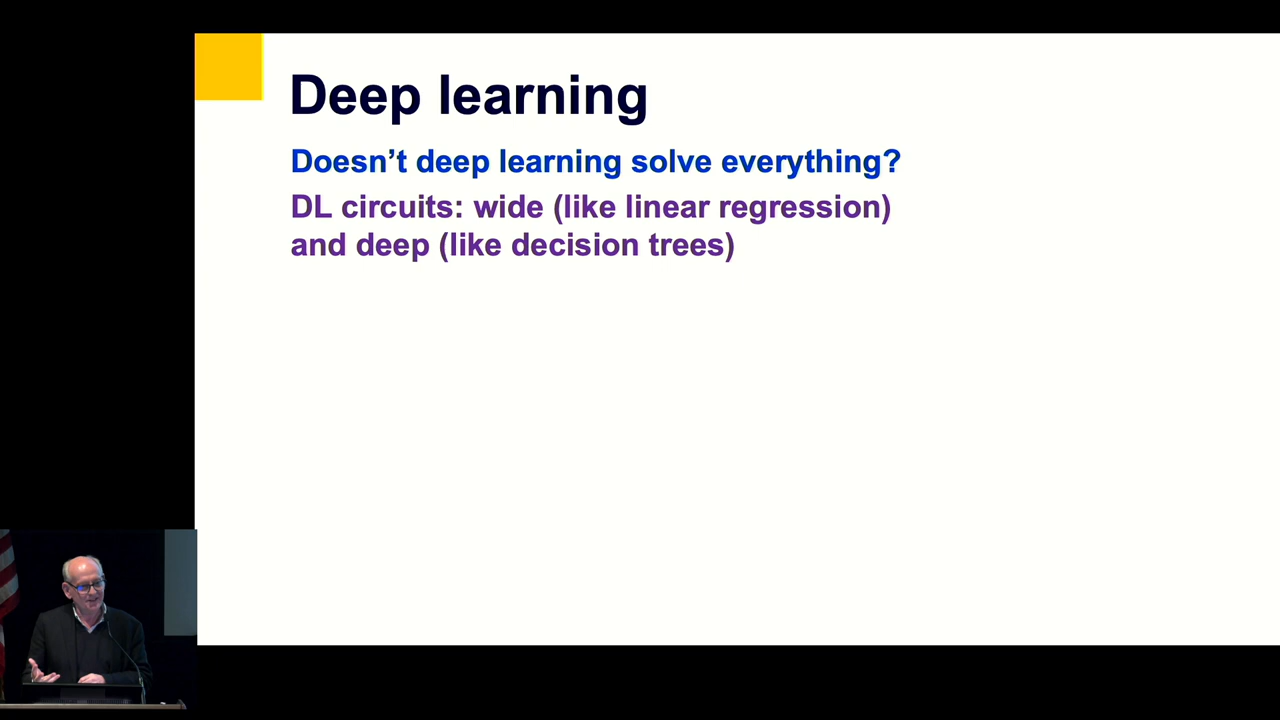 Deep learning
Doesn’t deep learning solve everything?
DL circuits: wide (like linear regression)
and deep (like decision trees)